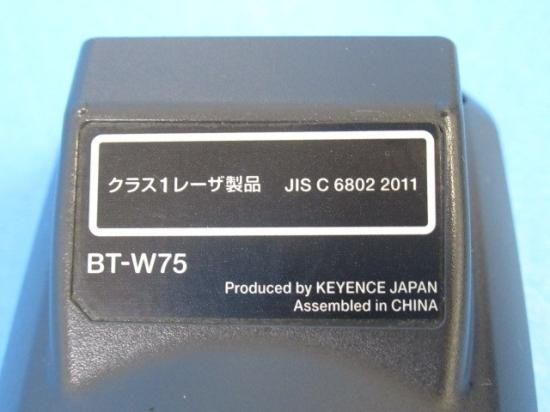 クラス1レーザ製品 JIS C 6802 2011
BT-W75
Produced by KEYENCE JAPAN
Assembled in CHINA